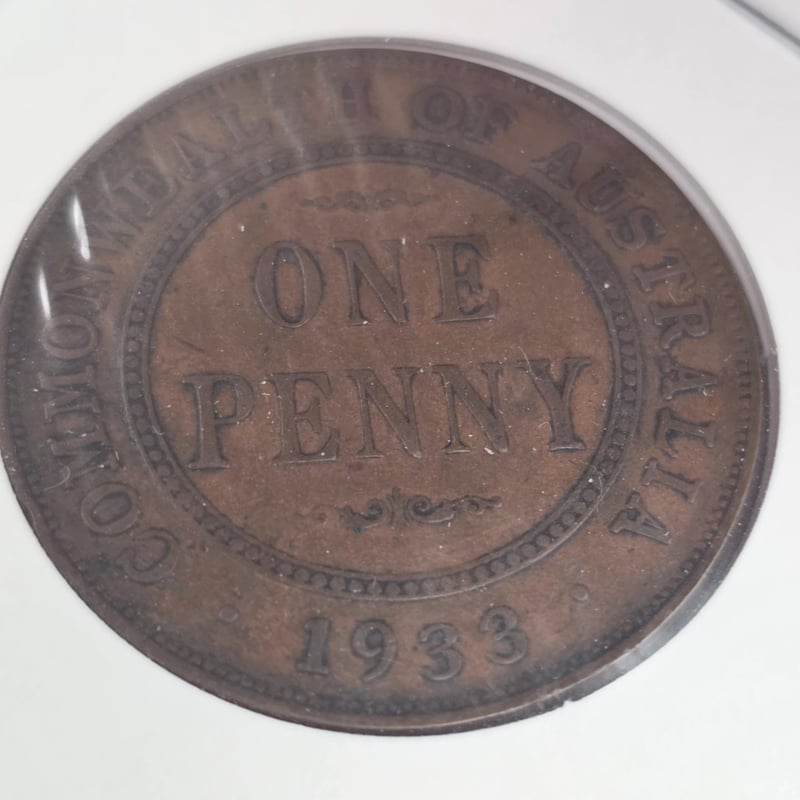 COMMONWEALTH OF AUSTRALIA
ONE
PENNY
· 1933 ·